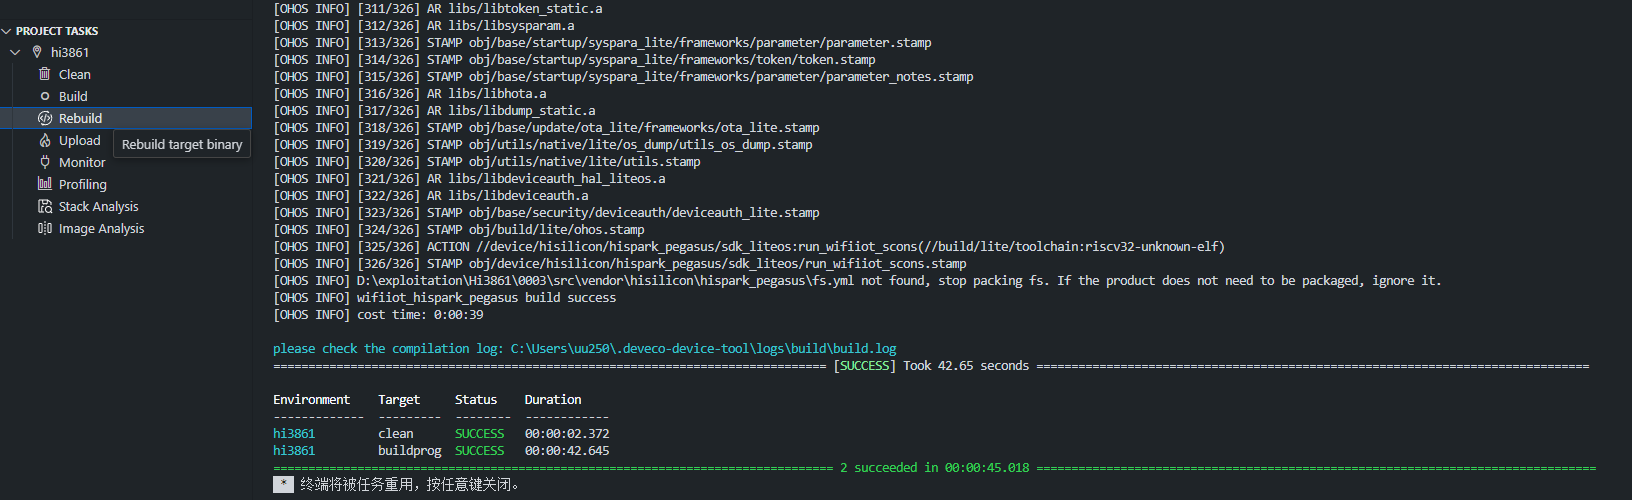 PROJECT TASKS
hi3861
Clean
Build
Rebuild
Upload
Rebuild target binary
Monitor
Profiling
Stack Analysis
Image Analysis
[OHOS INFO] [311/326] AR libs/libtoken_static.a
[OHOS INFO] [312/326] AR libs/libsysparam.a
[OHOS INFO] [313/326] STAMP obj/base/startup/syspara_lite/frameworks/parameter/parameter.stamp
[OHOS INFO] [314/326] STAMP obj/base/startup/syspara_lite/frameworks/token/token.stamp
[OHOS INFO] [315/326] STAMP obj/base/startup/syspara_lite/frameworks/parameter/parameter_notes.stamp
[OHOS INFO] [316/326] AR libs/libhota.a
[OHOS INFO] [317/326] AR libs/libdump_static.a
[OHOS INFO] [318/326] STAMP obj/base/update/ota_lite/frameworks/ota_lite.stamp
[OHOS INFO] [319/326] STAMP obj/utils/native/lite/os_dump/utils_os_dump.stamp
[OHOS INFO] [320/326] STAMP obj/utils/native/lite/utils.stamp
[OHOS INFO] [321/326] AR libs/libdeviceauth_hal_liteos.a
[OHOS INFO] [322/326] AR libs/libdeviceauth.a
[OHOS INFO] [323/326] STAMP obj/base/security/deviceauth/deviceauth_lite.stamp
[OHOS INFO] [324/326] STAMP obj/build/lite/ohos.stamp
[OHOS INFO] [325/326] ACTION //device/hisilicon/hispark_pegasus/sdk_liteos:run_wifiiot_scons(//build/lite/toolchain:riscv32-unknown-elf)
[OHOS INFO] [326/326] STAMP obj/device/hisilicon/hispark_pegasus/sdk_liteos/run_wifiiot_scons.stamp
[OHOS INFO] D:\exploitation\Hi3861\0003\src\vendor\hisilicon\hispark_pegasus\fs.yml not found, stop packing fs. If the product does not need to be packaged, ignore it.
[OHOS INFO] wifiiot_hispark_pegasus build success
[OHOS INFO] cost time: 0:00:39
please check the compilation log: C:\Users\uu250\.deveco-device-tool\logs\build\build.log
[SUCCESS] Took 42.65 seconds
Environment Target Status Duration
hi3861 clean SUCCESS 00:00:02.372
hi3861 buildprog SUCCESS 00:00:42.645
2 succeeded in 00:00:45.018
* 终端将被任务重用，按任意键关闭。